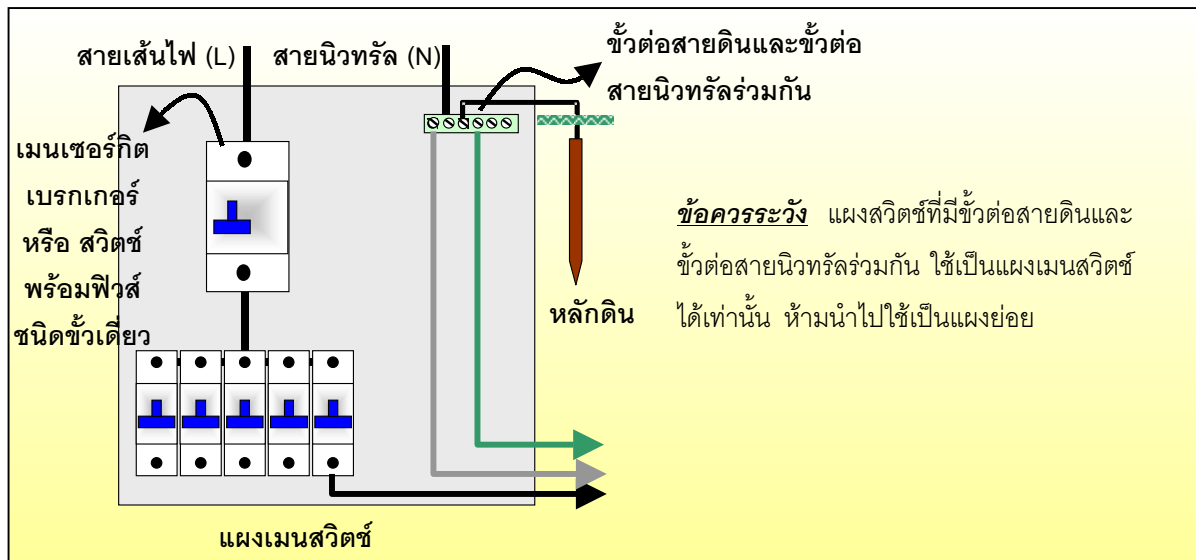 สายเส้นไฟ (L)
สายนิวทรัล (N)
ขั้วต่อสายดินและขั้วต่อ
สายนิวทรัลร่วมกัน
เมนเซอร์กิต
เบรกเกอร์
หรือ สวิตช์
พร้อมฟิวส์
ชนิดขั้วเดี่ยว
หลักดิน
ข้อควรระวัง แผงสวิตช์ที่มีขั้วต่อสายดินและ
ขั้วต่อสายนิวทรัลร่วมกัน ใช้เป็นแผงเมนสวิตช์
ได้เท่านั้น ห้ามนำไปใช้เป็นแผงย่อย
แผงเมนสวิตช์